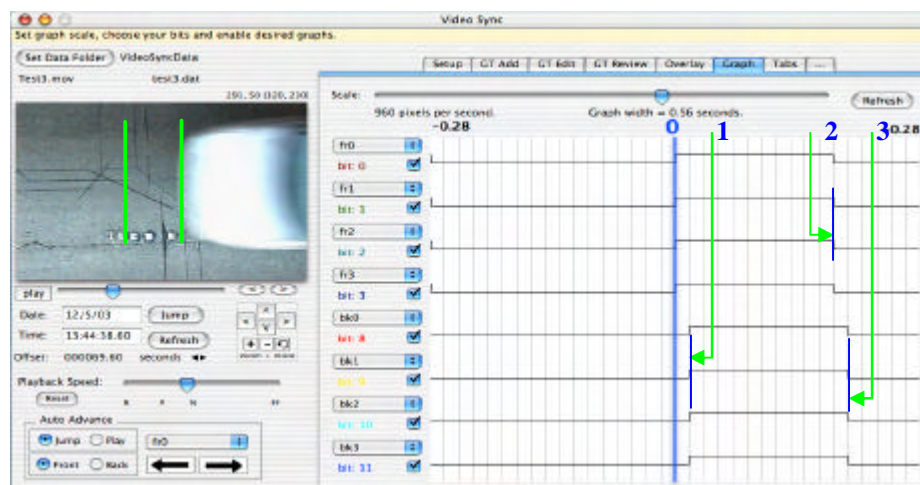 Video Sync
Set graph scale, choose your bits and enable desired graphs.
Set Data Folder VideoSyncData
Test3.mov test3.dat
Setup GT Add GT Edit GT Review Overlay Graph Tabs ...
Scale:
Refresh
960 pixels per second. Graph width = 0.56 seconds.
-0.28 0 1 2 3 0.28
fr0
bit: 0
fr1
bit: 1
fr2
bit: 2
fr3
bit: 3
bk0
bit: 8
bk1
bit: 9
bk2
bit: 10
bk3
bit: 11
play
Date: 12/5/03 Jump
Time: 15:44:38.60 Refresh
Offset: 000069.60 seconds
Playback Speed:
Reset
Auto Advance
Jump Play fr0
Front Back